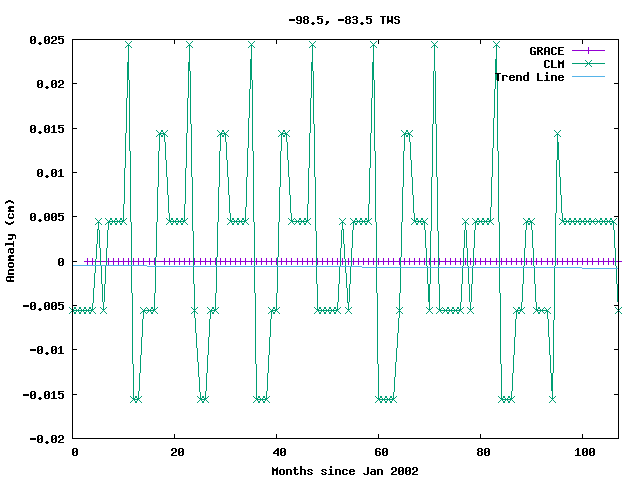 -98.5, -83.5 TWS
GRACE
CLM
Trend Line
0.025
0.02
0.015
0.01
0.005
0
-0.005
-0.01
-0.015
-0.02
Anomaly (cm)
0 20 40 60 80 100
Months since Jan 2002